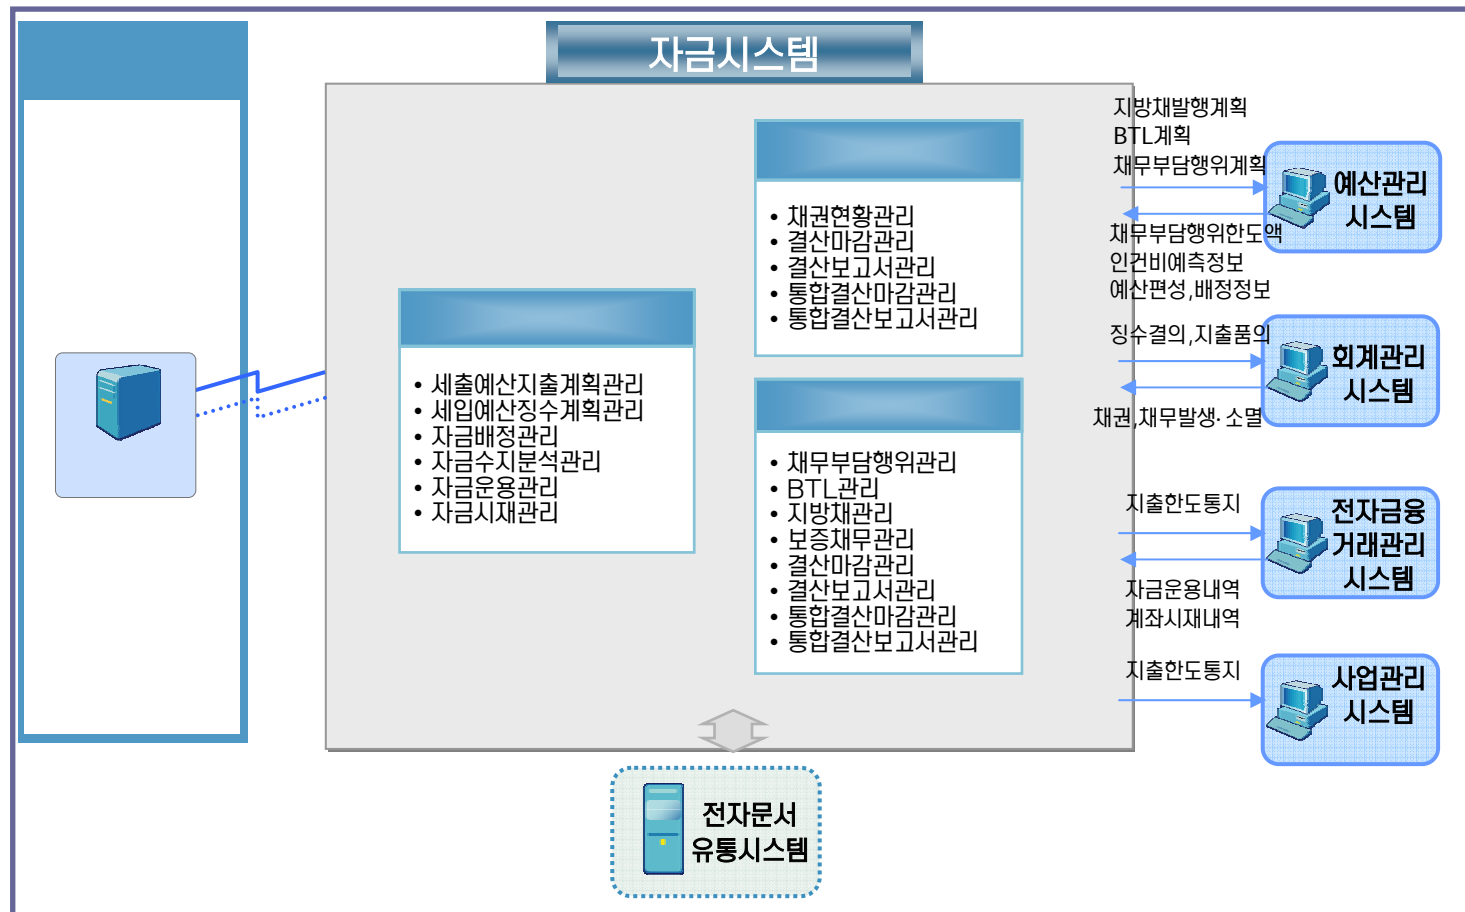 자금시스템
• 세출예산지출계획관리
• 세입예산징수계획관리
• 자금배정관리
• 자금수지분석관리
• 자금운용관리
• 자금시재관리
• 채권현황관리
• 결산마감관리
• 결산보고서관리
• 통합결산마감관리
• 통합결산보고서관리
• 채무부담행위관리
• BTL관리
• 지방채관리
• 보증채무관리
• 결산마감관리
• 결산보고서관리
• 통합결산마감관리
• 통합결산보고서관리
지방채발행계획
BTL계획
채무부담행위계획
예산관리
시스템
채무부담행위한도액
인건비예측정보
예산편성,배정정보
징수결의,지출품의
회계관리
시스템
채권,채무발생·소멸
지출한도통지
전자금융
거래관리
시스템
자금운용내역
계좌시재내역
지출한도통지
사업관리
시스템
전자문서
유통시스템